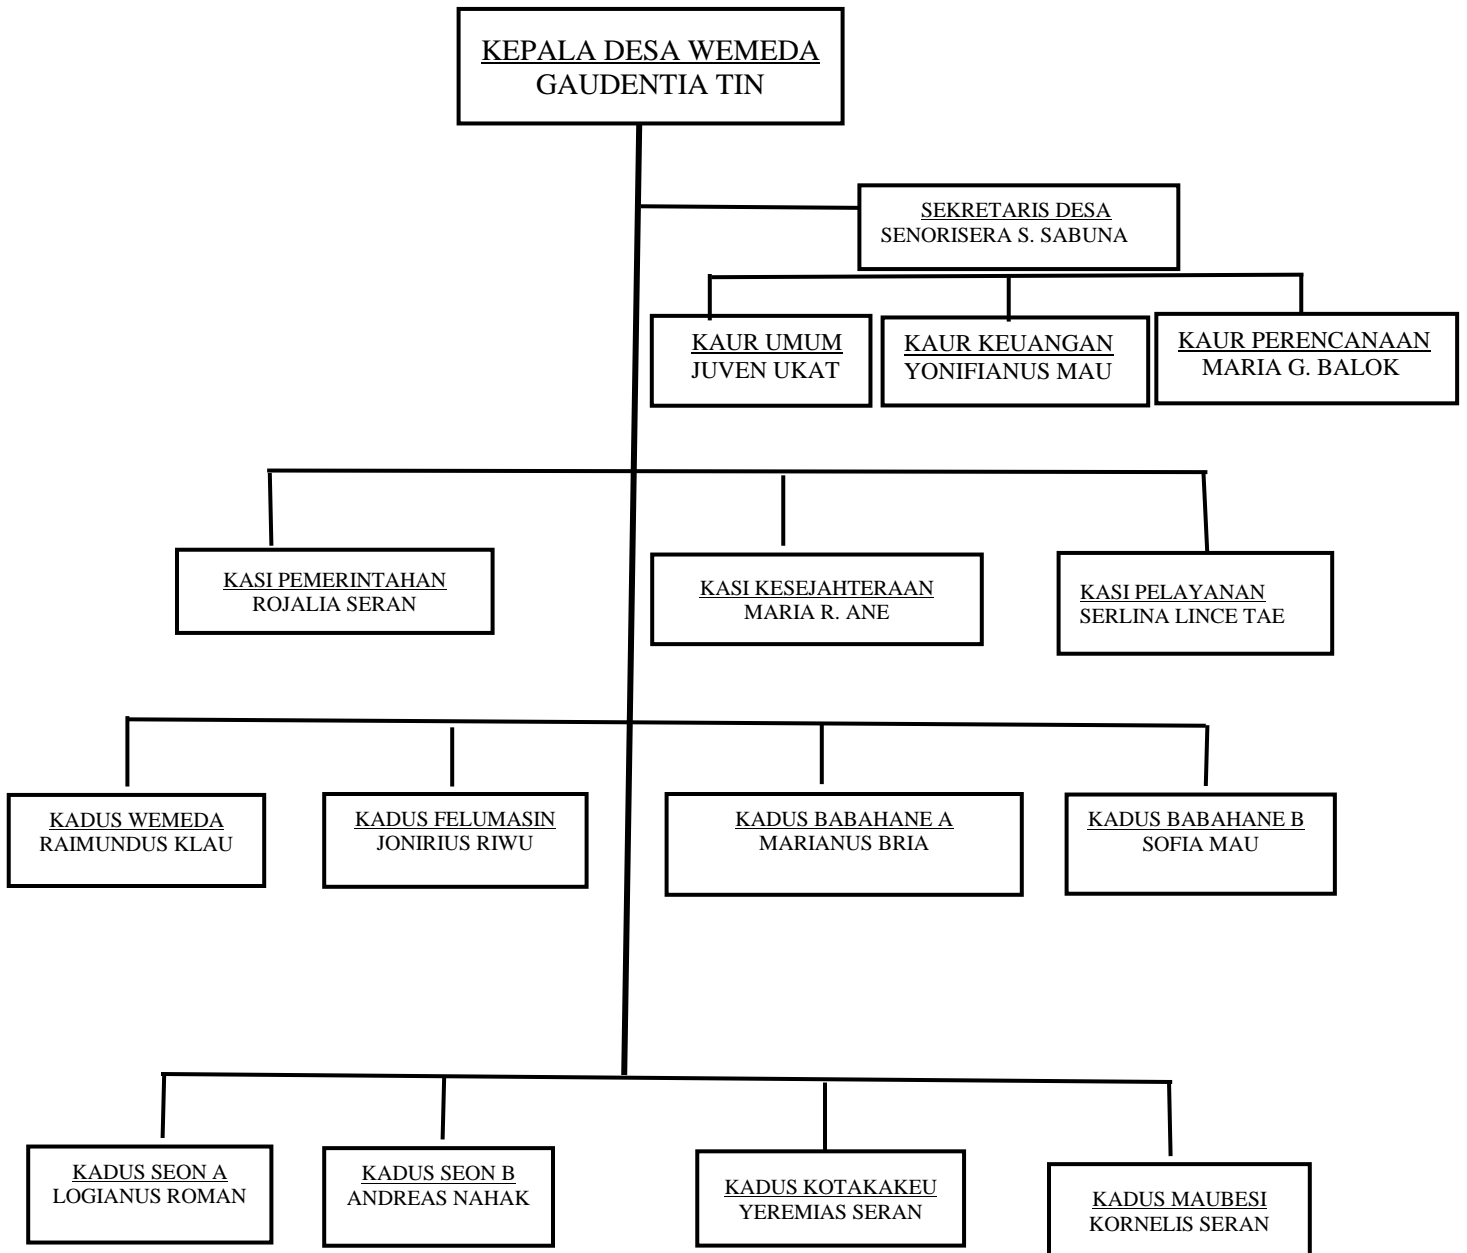 KEPALA DESA WEMEDA
GAUDENTIA TIN
SEKRETARIS DESA
SENORISERA S. SABUNA
KAUR UMUM
JUVEN UKAT
KAUR KEUANGAN
YONIFIANUS MAU
KAUR PERENCANAAN
MARIA G. BALOK
KASI PEMERINTAHAN
ROJALIA SERAN
KASI KESEJAHTERAAN
MARIA R. ANE
KASI PELAYANAN
SERLINA LINCE TAE
KADUS WEMEDA
RAIMUNDUS KLAU
KADUS FELUMASIN
JONIRIUS RIWU
KADUS BABAHANE A
MARIANUS BRIA
KADUS BABAHANE B
SOFIA MAU
KADUS SEON A
LOGIANUS ROMAN
KADUS SEON B
ANDREAS NAHAK
KADUS KOTAKAKEU
YEREMIAS SERAN
KADUS MAUBESI
KORNELIS SERAN